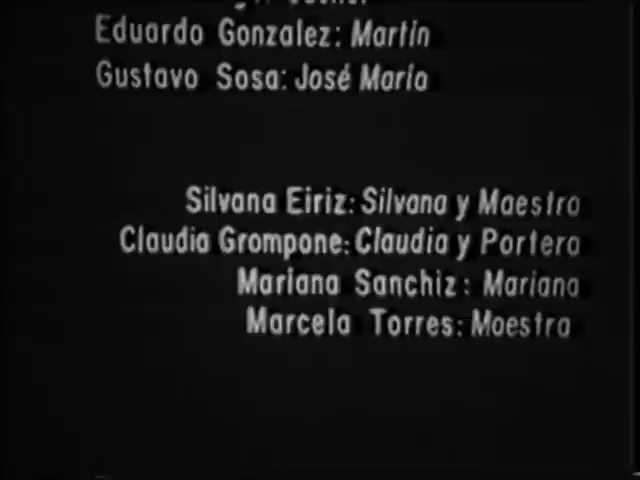 Eduardo Gonzalez: Martín
Gustavo Sosa: José María
Silvana Eiriz: Silvana y Maestra
Claudia Grompone: Claudia y Portera
Mariana Sanchiz: Mariana
Marcela Torres: Maestra